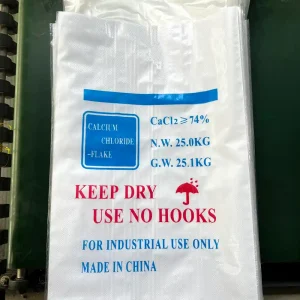 CaCl₂≥74%
CALCIUM
CHLORIDE
-FLAKE
N.W. 25.0KG
G.W. 25.1KG
KEEP DRY
USE NO HOOKS
FOR INDUSTRIAL USE ONLY
MADE IN CHINA